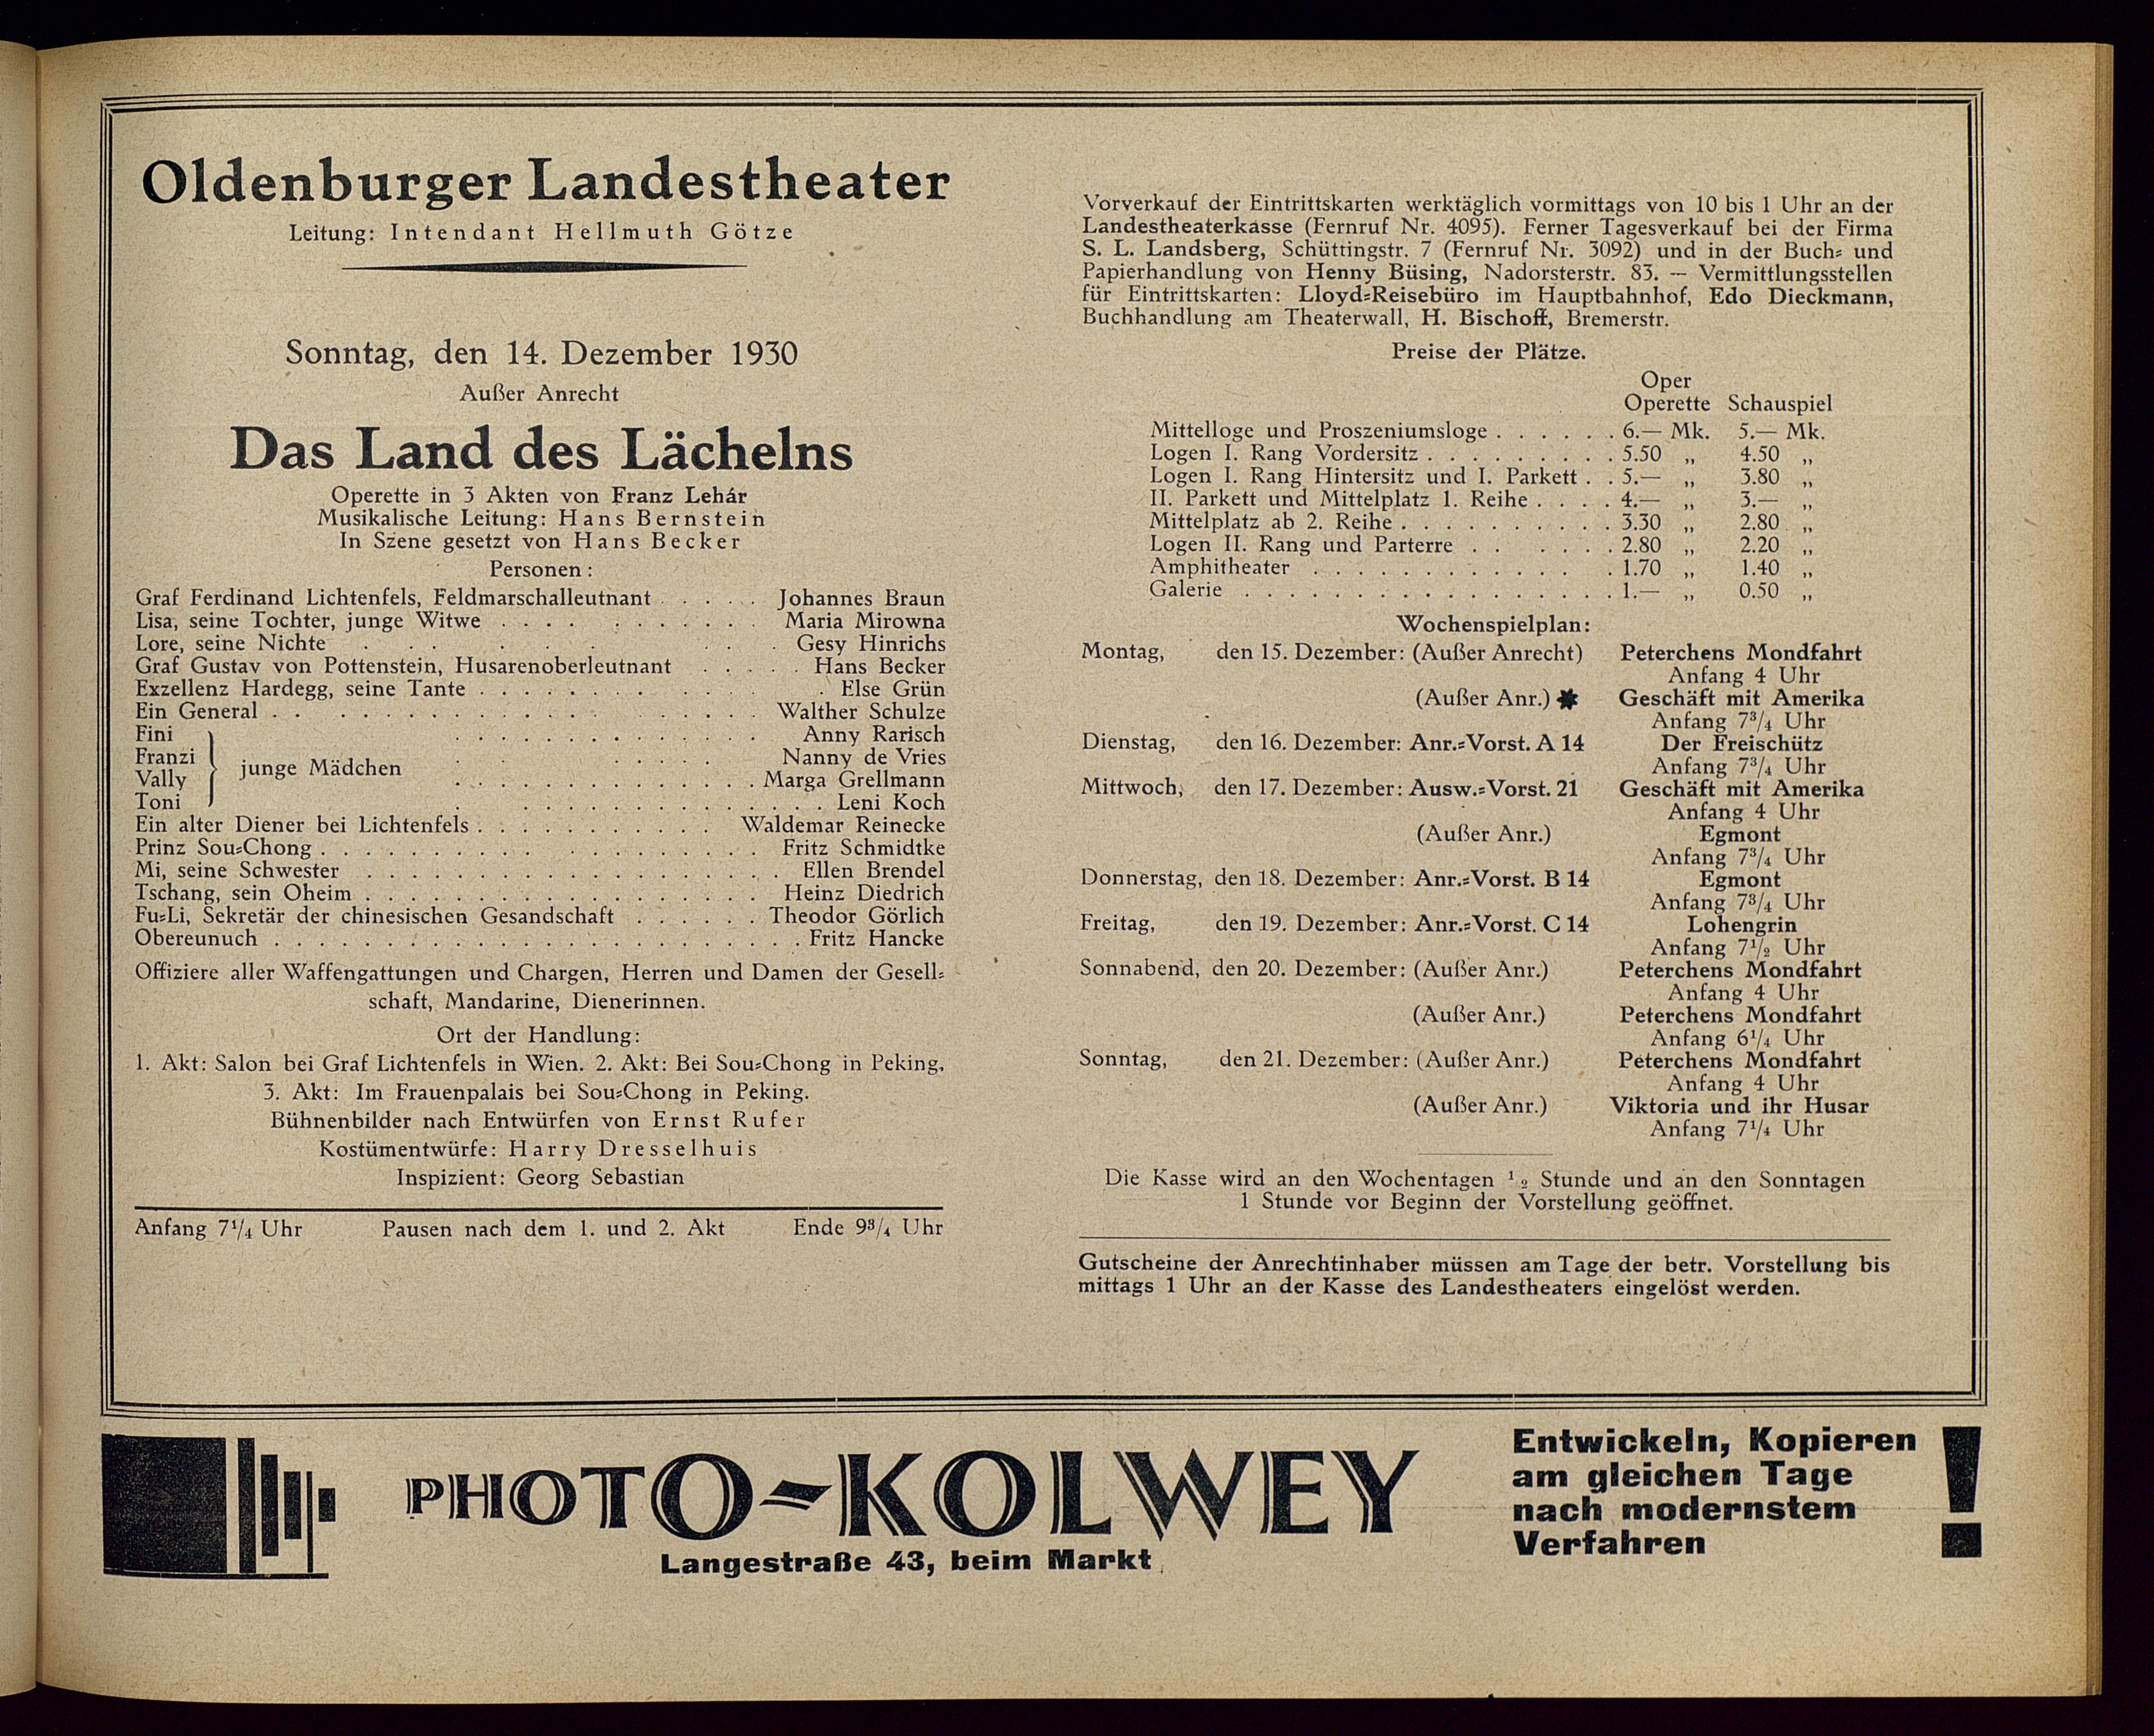 Oldenburger Landestheater
Leitung: Intendant Hellmuth Götze
Sonntag, den 14. Dezember 1930
Außer Anrecht
Das Land des Lächelns
Operette in 3 Akten von Franz Lehár
Musikalische Leitung: Hans Bernstein
In Szene gesetzt von Hans Becker
Personen:
Graf Ferdinand Lichtenfels, Feldmarschalleutnant . . . . . Johannes Braun
Lisa, seine Tochter, junge Witwe . . . . . . . . . . . Maria Mirowna
Lore, seine Nichte . . . . . . . . Gesy Hinrichs
Graf Gustav von Pottenstein, Husarenoberleutnant . . . . . Hans Becker
Exzellenz Hardegg, seine Tante . . . . . . . . . . Else Grün
Ein General . . . . . . . . . . . . . . . . Walther Schulze
Fini . . . . . . . . . . . . . . Anny Rarisch
Franzi . . . . . . . Nanny de Vries
junge Mädchen
Vally . . . . . . . . . . . . . . Marga Grellmann
Toni . . . . . . . . . . . . . . Leni Koch
Ein alter Diener bei Lichtenfels . . . . . . . . . . . Waldemar Reinecke
Prinz Sou=Chong . . . . . . . . . . . . . . . . Fritz Schmidtke
Mi, seine Schwester . . . . . . . . . . . . . . . . Ellen Brendel
Tschang, sein Oheim . . . . . . . . . . . . . . . . Heinz Diedrich
Fu=Li, Sekretär der chinesischen Gesandschaft . . . . . . Theodor Görlich
Obereunuch . . . . . . . . . . . . . . . . . . . . Fritz Hancke
Offiziere aller Waffengattungen und Chargen, Herren und Damen der Gesell=
schaft, Mandarine, Dienerinnen.
Ort der Handlung:
1. Akt: Salon bei Graf Lichtenfels in Wien. 2. Akt: Bei Sou=Chong in Peking.
3. Akt: Im Frauenpalais bei Sou=Chong in Peking.
Bühnenbilder nach Entwürfen von Ernst Rufer
Kostümentwürfe: Harry Dresselhuis
Inspizient: Georg Sebastian
Anfang 7¼ Uhr Pausen nach dem 1. und 2. Akt Ende 9¾ Uhr
Vorverkauf der Eintrittskarten werktäglich vormittags von 10 bis 1 Uhr an der
Landestheaterkasse (Fernruf Nr. 4095). Ferner Tagesverkauf bei der Firma
S. L. Landsberg, Schüttingstr. 7 (Fernruf Nr. 3092) und in der Buch= und
Papierhandlung von Henny Büsing, Nadorsterstr. 83. — Vermittlungsstellen
für Eintrittskarten: Lloyd=Reisebüro im Hauptbahnhof, Edo Dieckmann,
Buchhandlung am Theaterwall, H. Bischoff, Bremerstr.
Preise der Plätze.
Oper
Operette Schauspiel
Mittelloge und Proszeniumsloge . . . . . . 6.— Mk. 5.— Mk.
Logen I. Rang Vordersitz . . . . . . . . . 5.50 „ 4.50 „
Logen I. Rang Hintersitz und I. Parkett . . 5.— „ 3.80 „
II. Parkett und Mittelplatz 1. Reihe . . . . 4.— „ 3.— „
Mittelplatz ab 2. Reihe . . . . . . . . . . 3.30 „ 2.80 „
Logen II. Rang und Parterre . . . . . . 2.80 „ 2.20 „
Amphitheater . . . . . . . . . . . 1.70 „ 1.40 „
Galerie . . . . . . . . . . . . . . . . 1.— „ 0.50 „
Wochenspielplan:
Montag, den 15. Dezember: (Außer Anrecht) Peterchens Mondfahrt
Anfang 4 Uhr
(Außer Anr.) ✱ Geschäft mit Amerika
Anfang 7¾ Uhr
Dienstag, den 16. Dezember: Anr.=Vorst. A 14 Der Freischütz
Anfang 7¾ Uhr
Mittwoch, den 17. Dezember: Ausw.=Vorst. 21 Geschäft mit Amerika
Anfang 4 Uhr
(Außer Anr.) Egmont
Anfang 7¾ Uhr
Donnerstag, den 18. Dezember: Anr.=Vorst. B 14 Egmont
Anfang 7¾ Uhr
Freitag, den 19. Dezember: Anr.=Vorst. C 14 Lohengrin
Anfang 7½ Uhr
Sonnabend, den 20. Dezember: (Außer Anr.) Peterchens Mondfahrt
Anfang 4 Uhr
(Außer Anr.) Peterchens Mondfahrt
Anfang 6¼ Uhr
Sonntag, den 21. Dezember: (Außer Anr.) Peterchens Mondfahrt
Anfang 4 Uhr
(Außer Anr.) Viktoria und ihr Husar
Anfang 7¼ Uhr
Die Kasse wird an den Wochentagen ½ Stunde und an den Sonntagen
1 Stunde vor Beginn der Vorstellung geöffnet.
Gutscheine der Anrechtinhaber müssen am Tage der betr. Vorstellung bis
mittags 1 Uhr an der Kasse des Landestheaters eingelöst werden.
PHOTO=KOLWEY
Langestraße 43, beim Markt
Entwickeln, Kopieren
am gleichen Tage
nach modernstem
Verfahren !